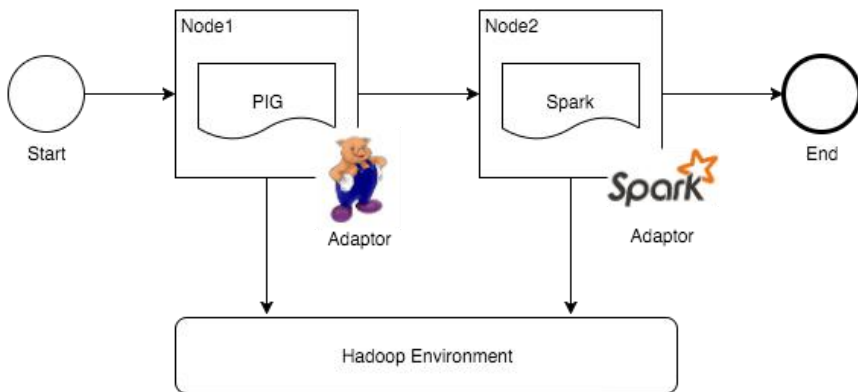 Node1
Node2
PIG
Spark
Start
End
Spark
Adaptor
Adaptor
Hadoop Environment